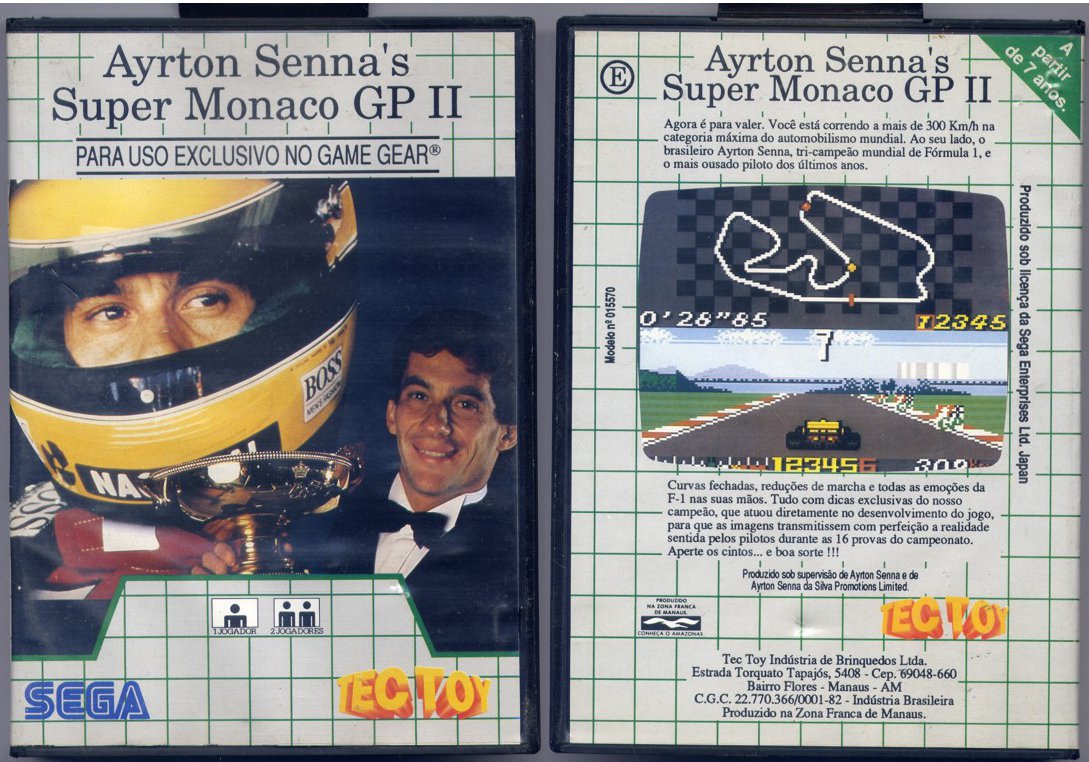 Ayrton Senna's
Super Monaco GP II
PARA USO EXCLUSIVO NO GAME GEAR®
BOSS
MEN'S FASHION
NA
1 JOGADOR
2 JOGADORES
SEGA
TEC TOY
E
Ayrton Senna's
Super Monaco GP II
A
partir
de 7 anos.
Agora é para valer. Você está correndo a mais de 300 Km/h na
categoria máxima do automobilismo mundial. Ao seu lado, o
brasileiro Ayrton Senna, tri-campeão mundial de Fórmula 1, e
o mais ousado piloto dos últimos anos.
0'28"85
12345
7
123456
Modelo nº 015570
Produzido sob licença da Sega Enterprises Ltd. Japan
Curvas fechadas, reduções de marcha e todas as emoções da
F-1 nas suas mãos. Tudo com dicas exclusivas do nosso
campeão, que atuou diretamente no desenvolvimento do jogo,
para que as imagens transmitissem com perfeição a realidade
sentida pelos pilotos durante as 16 provas do campeonato.
Aperte os cintos... e boa sorte !!!
Produzido sob supervisão de Ayrton Senna e de
Ayrton Senna da Silva Promotions Limited.
PRODUZIDO
NA ZONA FRANCA
DE MANAUS
CONHEÇA O AMAZONAS
TEC TOY
Tec Toy Indústria de Brinquedos Ltda.
Estrada Torquato Tapajós, 5408 - Cep. 69048-660
Bairro Flores - Manaus - AM
C.G.C. 22.770.366/0001-82 - Indústria Brasileira
Produzido na Zona Franca de Manaus.